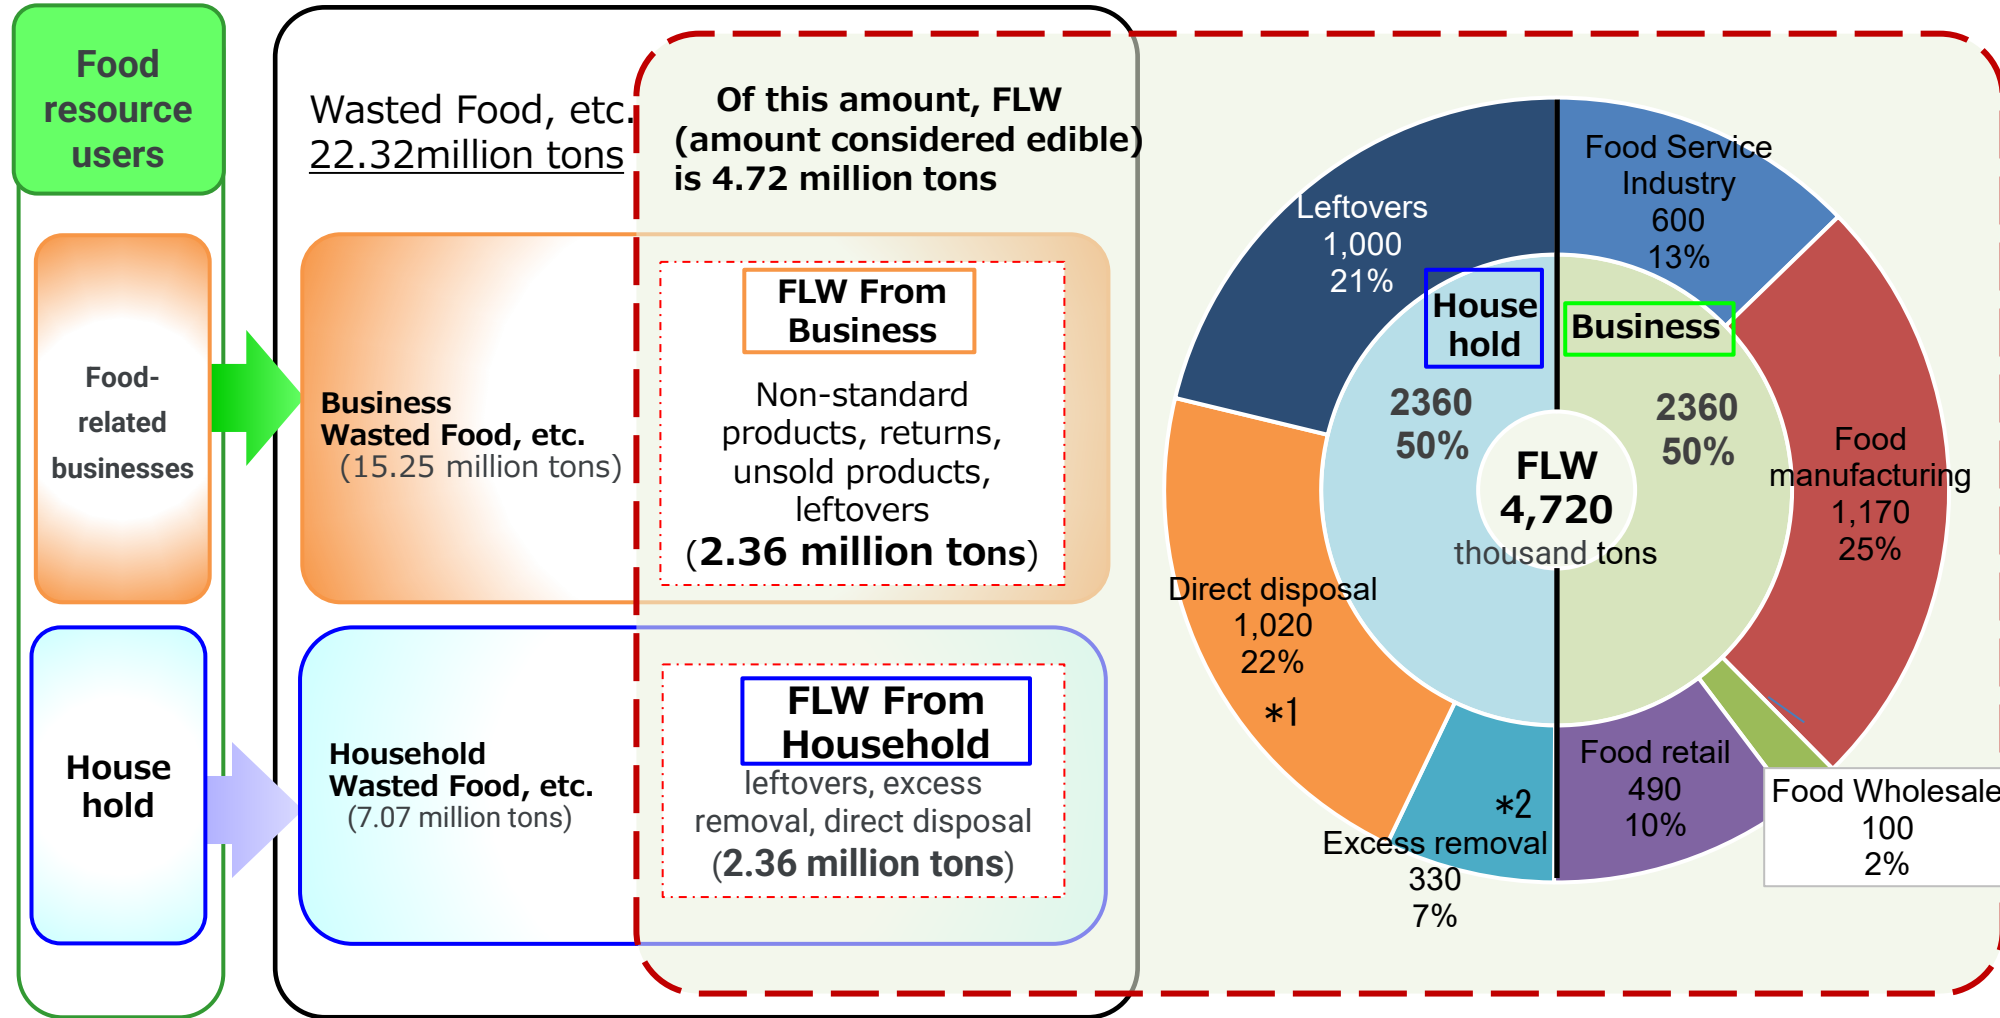 Food
resource
users
Food-
related
businesses
House
hold
Wasted Food, etc.
22.32million tons
Business
Wasted Food, etc.
(15.25 million tons)
Household
Wasted Food, etc.
(7.07 million tons)
Of this amount, FLW
(amount considered edible)
is 4.72 million tons
FLW From
Business
Non-standard
products, returns,
unsold products,
leftovers
(2.36 million tons)
FLW From
Household
leftovers, excess
removal, direct disposal
(2.36 million tons)
Leftovers
1,000
21%
Food Service
Industry
600
13%
House
hold
2360
50%
Business
2360
50%
FLW
4,720
thousand tons
Food
manufacturing
1,170
25%
Direct disposal
1,020
22%
*1
*2
Excess removal
330
7%
Food retail
490
10%
Food Wholesale
100
2%